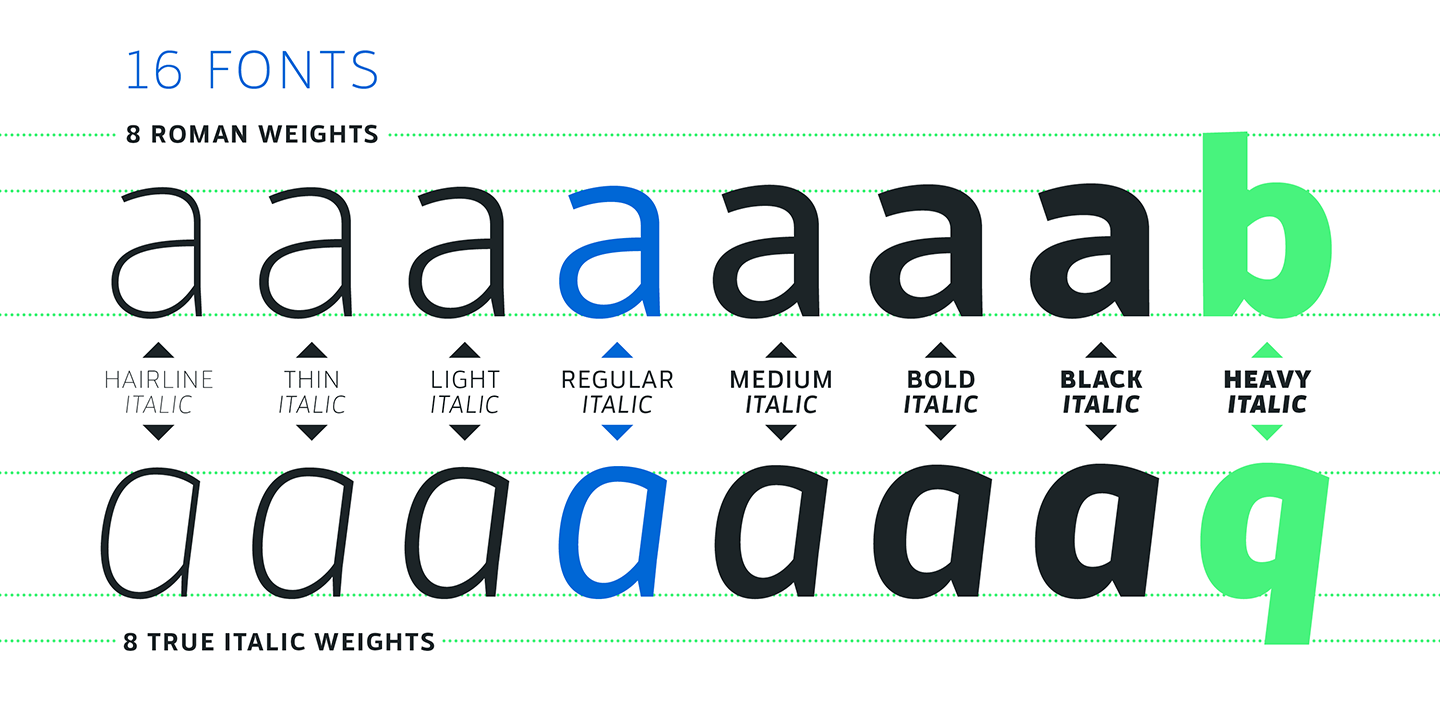 16 FONTS
8 ROMAN WEIGHTS
a a a a a a a b
HAIRLINE THIN LIGHT REGULAR MEDIUM BOLD BLACK HEAVY
ITALIC ITALIC ITALIC ITALIC ITALIC ITALIC ITALIC ITALIC
a a a a a a a q
8 TRUE ITALIC WEIGHTS